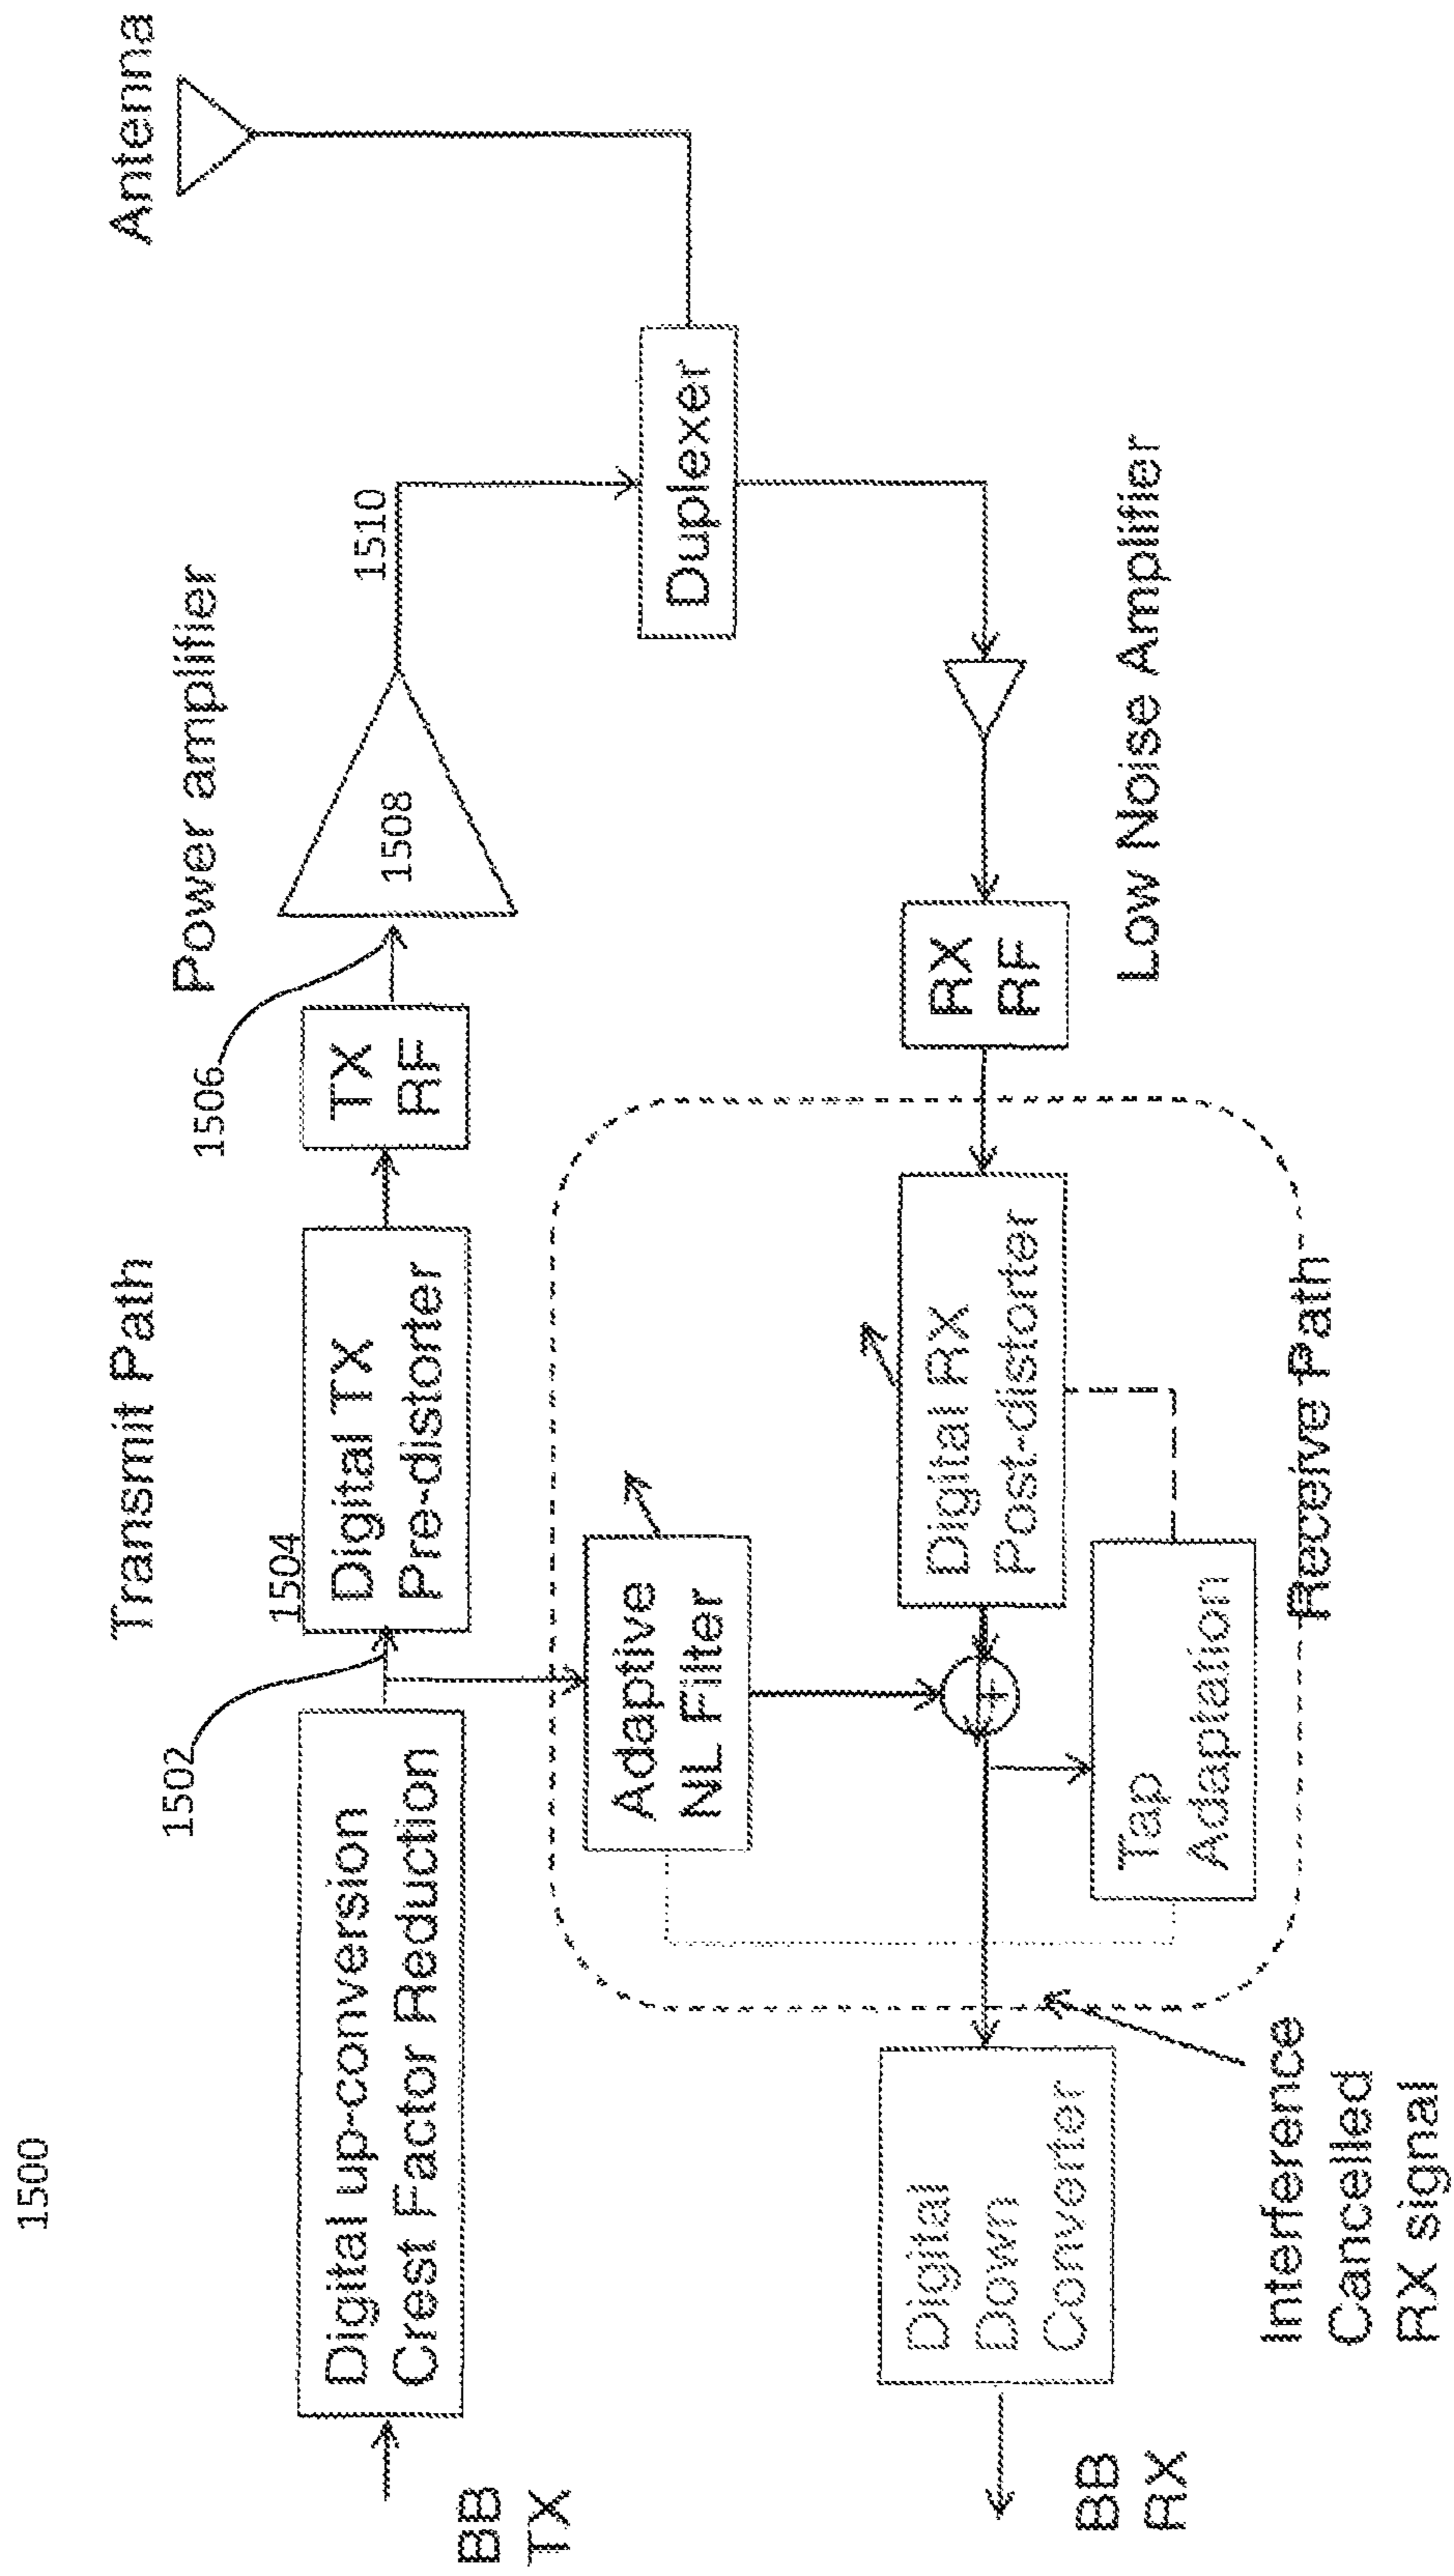 1500
Transmit Path
Antenna
Power amplifier
1502
1504
1506
1508
1510
BB
TX
Digital up-conversion
Crest Factor Reduction
Digital TX
Pre-distorter
TX
RF
Duplexer
Adaptive
NL Filter
Digital
Down
Converter
+
Digital RX
Post-distorter
RX
RF
BB
RX
Tap
Adaptation
Low Noise Amplifier
Interference
Cancelled
RX signal
Receive Path